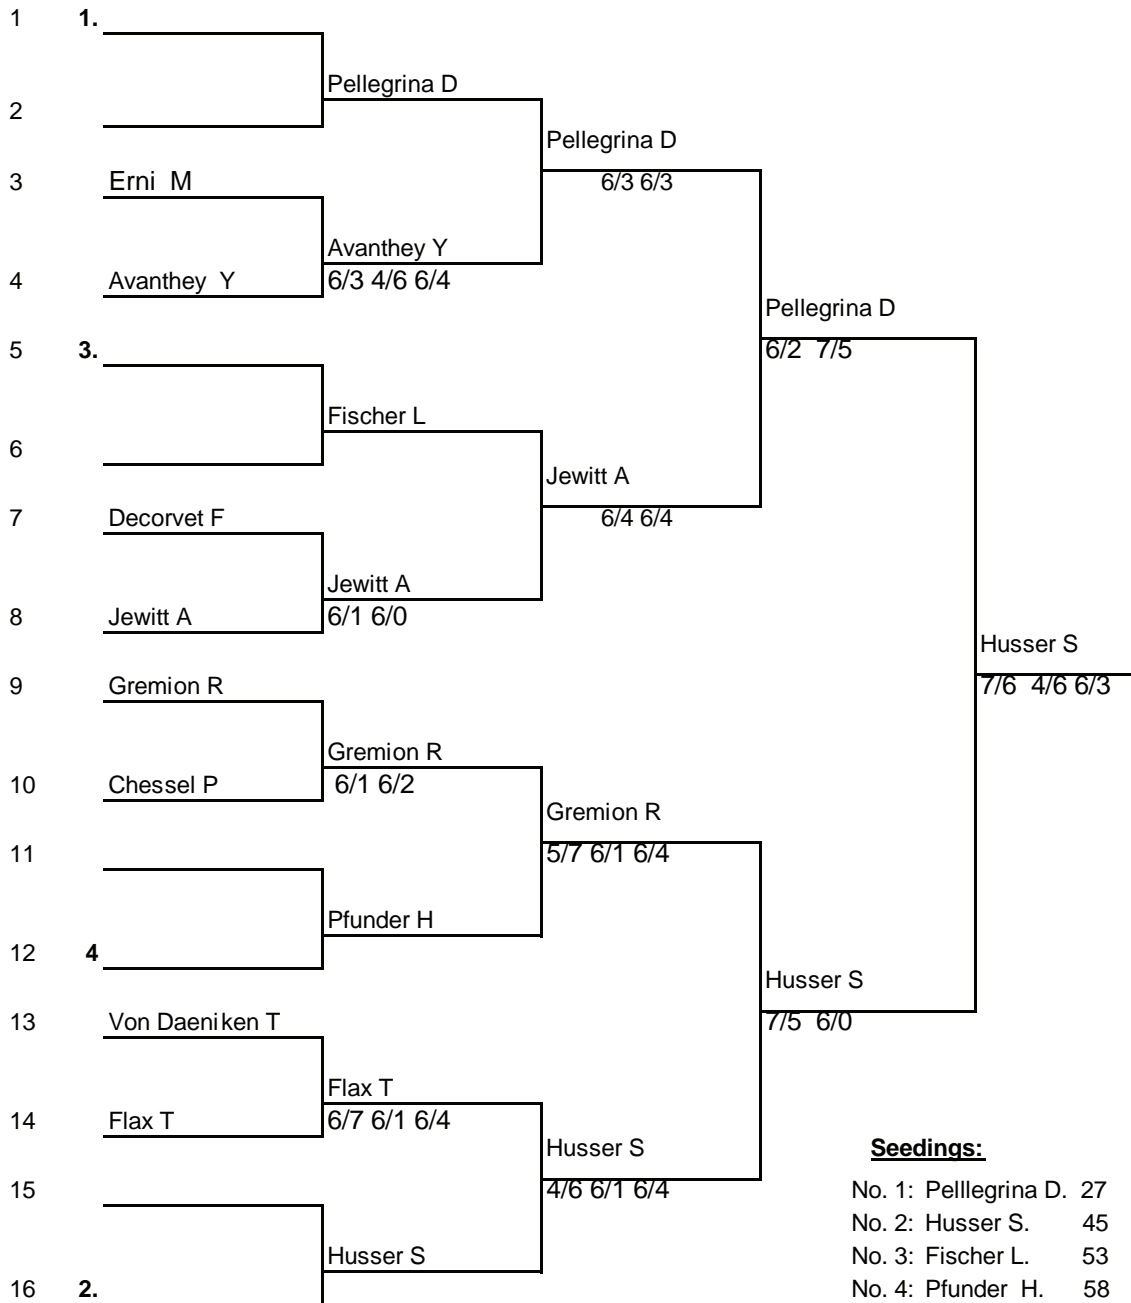 1 1.
Pellegrina D
2
Pellegrina D
3 Erni M 6/3 6/3
Avanthey Y
4 Avanthey Y 6/3 4/6 6/4
Pellegrina D
5 3. 6/2 7/5
Fischer L
6
Jewitt A
7 Decorvet F 6/4 6/4
Jewitt A
8 Jewitt A 6/1 6/0
Husser S
9 Gremion R 7/6 4/6 6/3
Gremion R
10 Chessel P 6/1 6/2
Gremion R
11 5/7 6/1 6/4
Pfunder H
12 4
Husser S
13 Von Daeniken T 7/5 6/0
Flax T
14 Flax T 6/7 6/1 6/4
Husser S Seedings:
15 4/6 6/1 6/4 No. 1: Pelllegrina D. 27
No. 2: Husser S. 45
Husser S No. 3: Fischer L. 53
16 2. No. 4: Pfunder H. 58